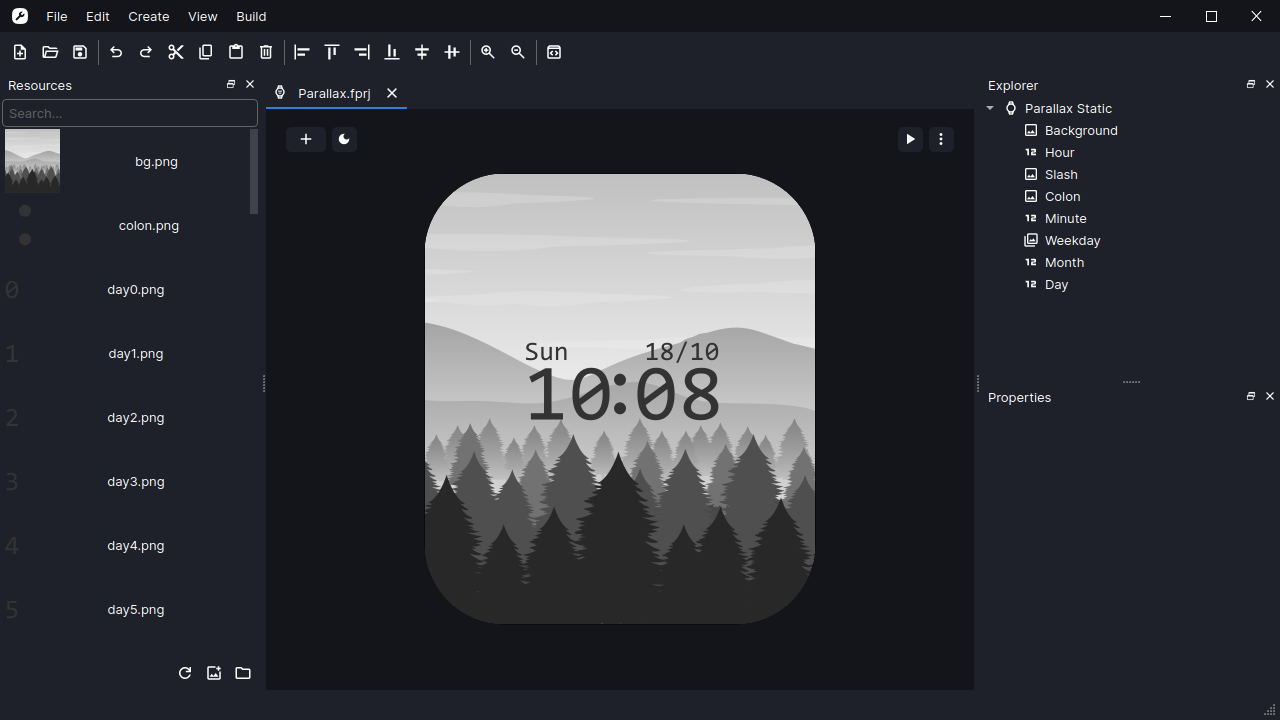 File Edit Create View Build
Resources
Search...
bg.png
colon.png
0 day0.png
1 day1.png
2 day2.png
3 day3.png
4 day4.png
5 day5.png
Parallax.fprj
Sun 18/10
10:08
Explorer
Parallax Static
Background
12 Hour
Slash
Colon
12 Minute
Weekday
12 Month
12 Day
Properties